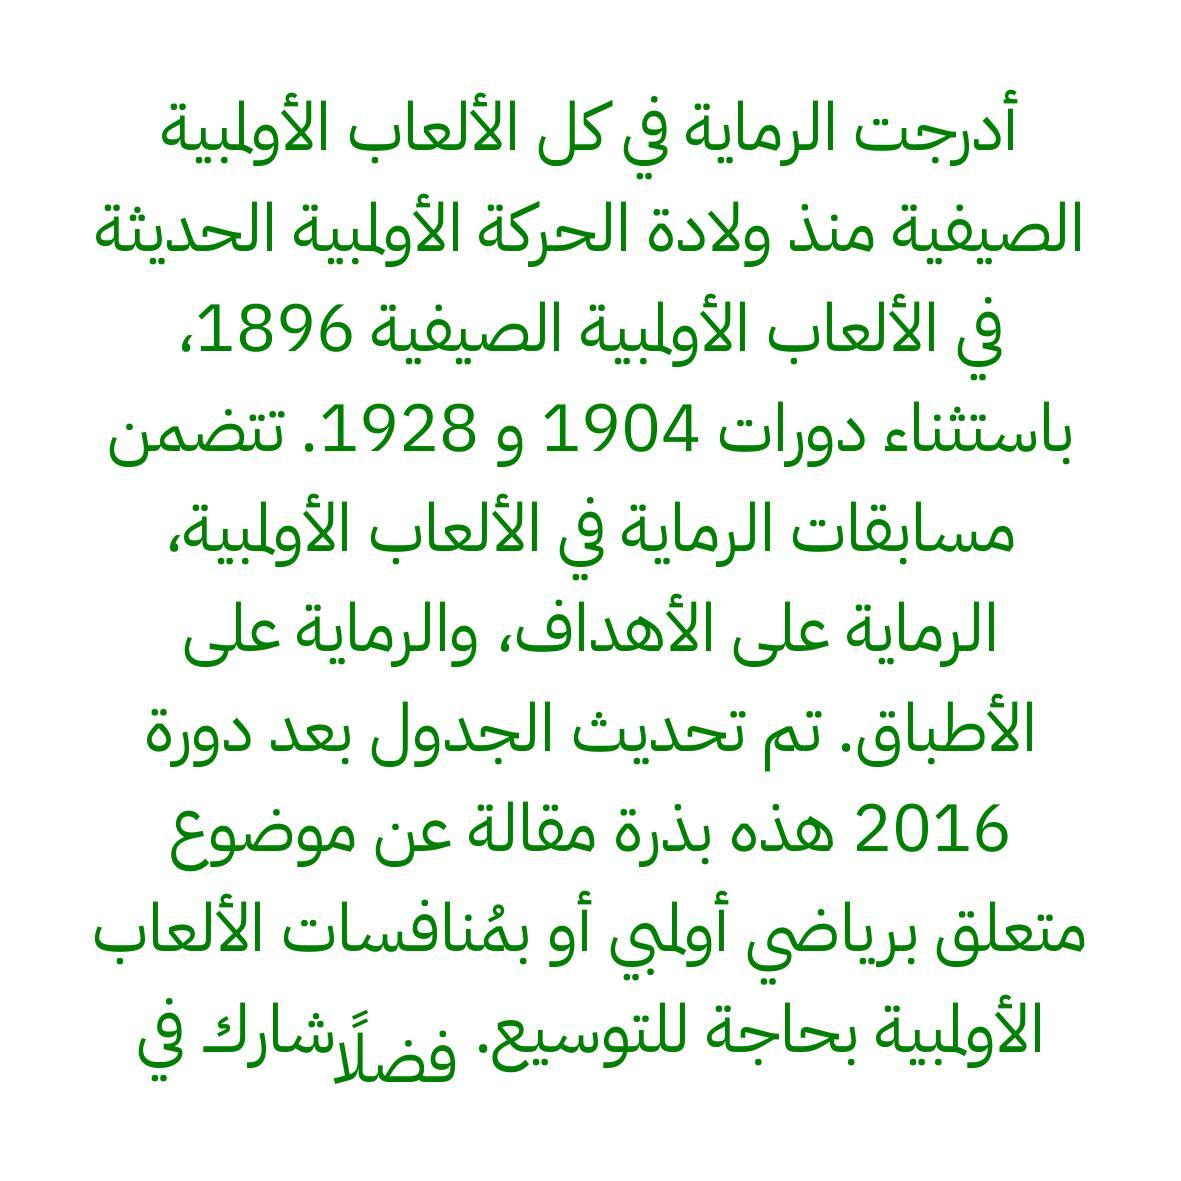 أدرجت الرماية في كل الألعاب الأولمبية
الصيفية منذ ولادة الحركة الأولمبية الحديثة
في الألعاب الأولمبية الصيفية 1896،
باستثناء دورات 1904 و 1928. تتضمن
مسابقات الرماية في الألعاب الأولمبية،
الرماية على الأهداف، والرماية على
الأطباق. تم تحديث الجدول بعد دورة
2016 هذه بذرة مقالة عن موضوع
متعلق برياضي أولمبي أو بمُنافسات الألعاب
الأولمبية بحاجة للتوسيع. فضلًا شارك في